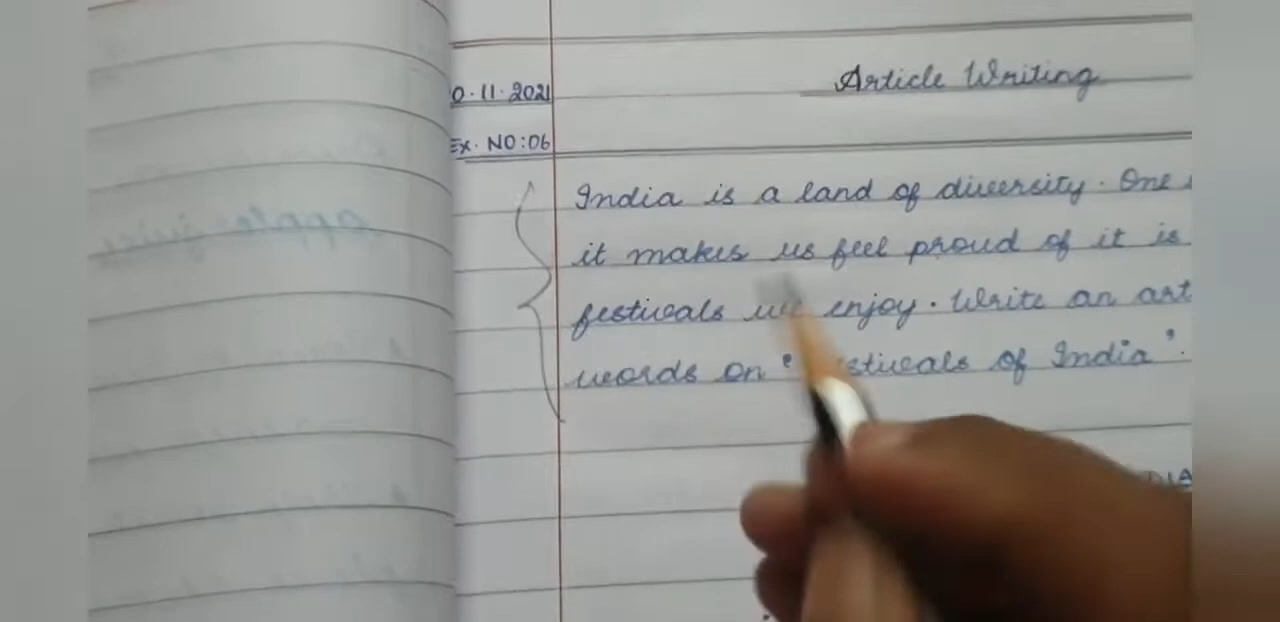 0.11.2021
Article Writing
Ex. NO:06
India is a land of diversity. One
it makes us feel proud of it is
festivals we enjoy. Write an art
words on " of India".